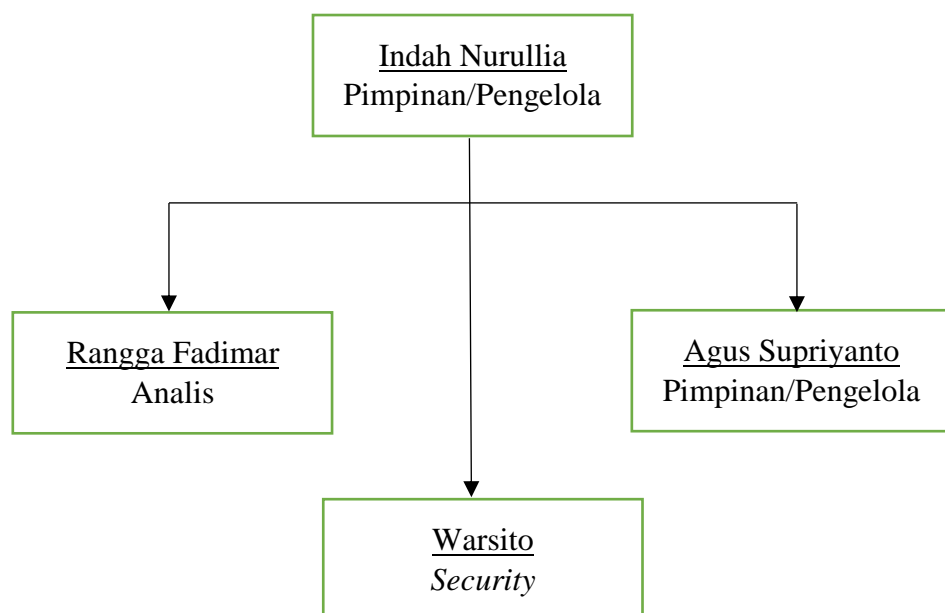 Indah Nurullia
Pimpinan/Pengelola
Rangga Fadimar
Analis
Agus Supriyanto
Pimpinan/Pengelola
Warsito
Security